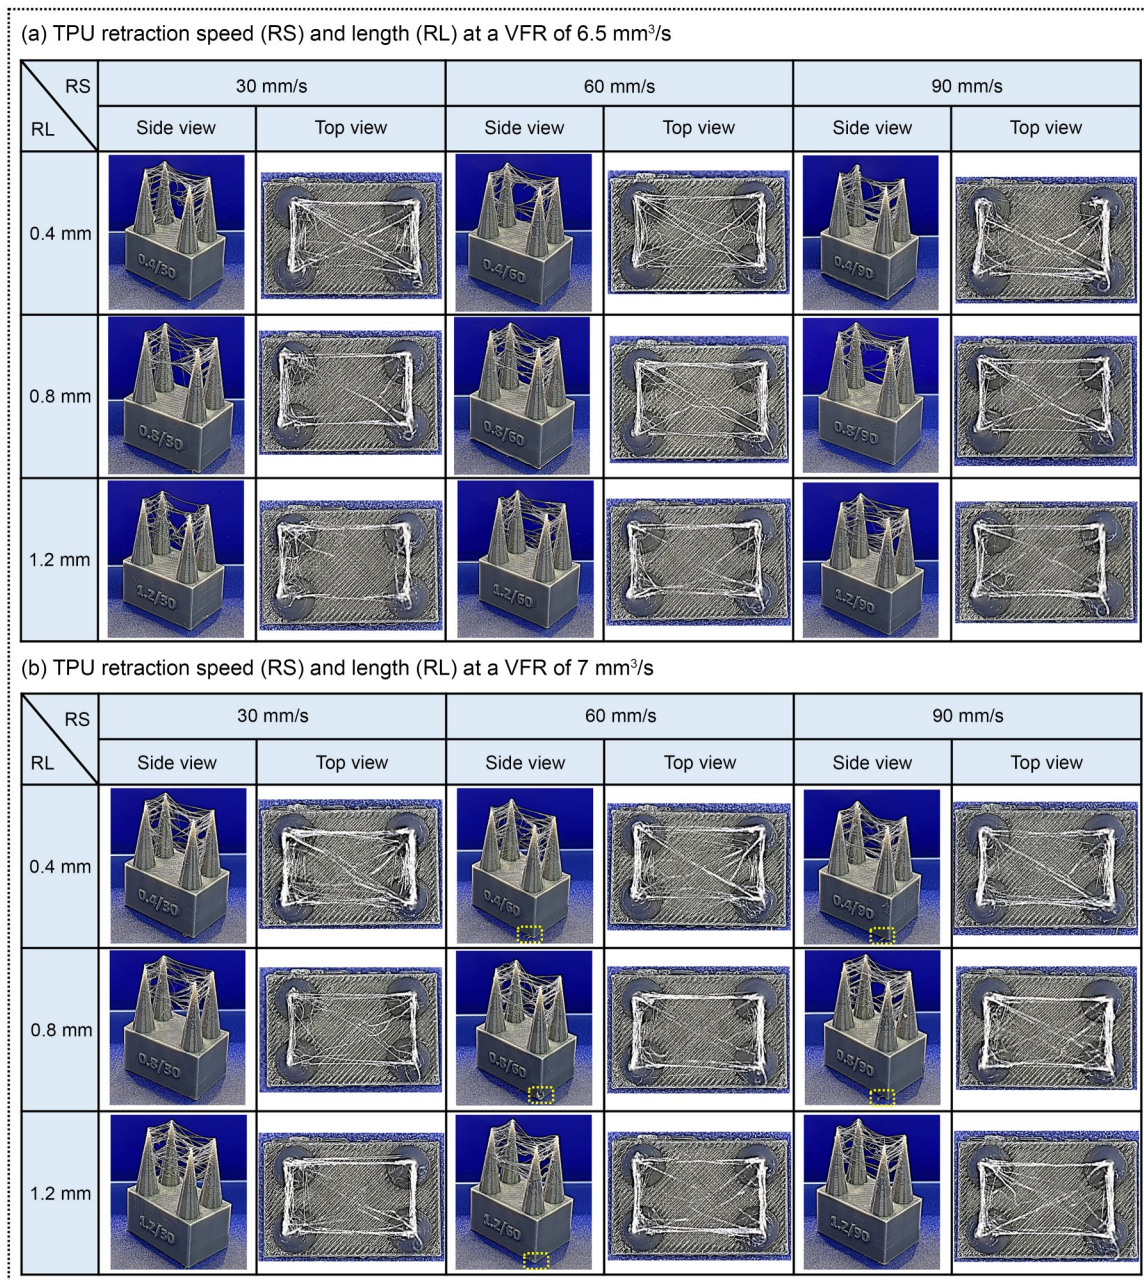 (a) TPU retraction speed (RS) and length (RL) at a VFR of 6.5 mm³/s
RS 30 mm/s 60 mm/s 90 mm/s
RL Side view Top view Side view Top view Side view Top view
0.4 mm
0.4/30 0.4/60 0.4/90
0.8 mm
0.8/30 0.8/60 0.8/90
1.2 mm
1.2/30 1.2/60 1.2/90
(b) TPU retraction speed (RS) and length (RL) at a VFR of 7 mm³/s
RS 30 mm/s 60 mm/s 90 mm/s
RL Side view Top view Side view Top view Side view Top view
0.4 mm
0.4/30 0.4/60 0.4/90
0.8 mm
0.8/30 0.8/60 0.8/90
1.2 mm
1.2/30 1.2/60 1.2/90